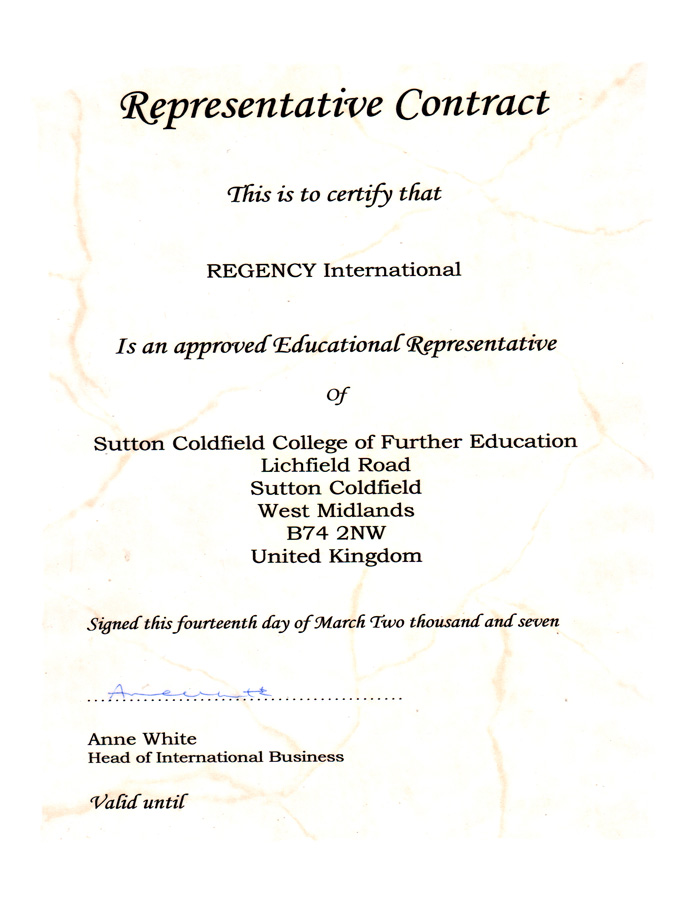 Representative Contract
This is to certify that
REGENCY International
Is an approved Educational Representative
Of
Sutton Coldfield College of Further Education
Lichfield Road
Sutton Coldfield
West Midlands
B74 2NW
United Kingdom
Signed this fourteenth day of March Two thousand and seven
Anne White
Anne White
Head of International Business
Valid until